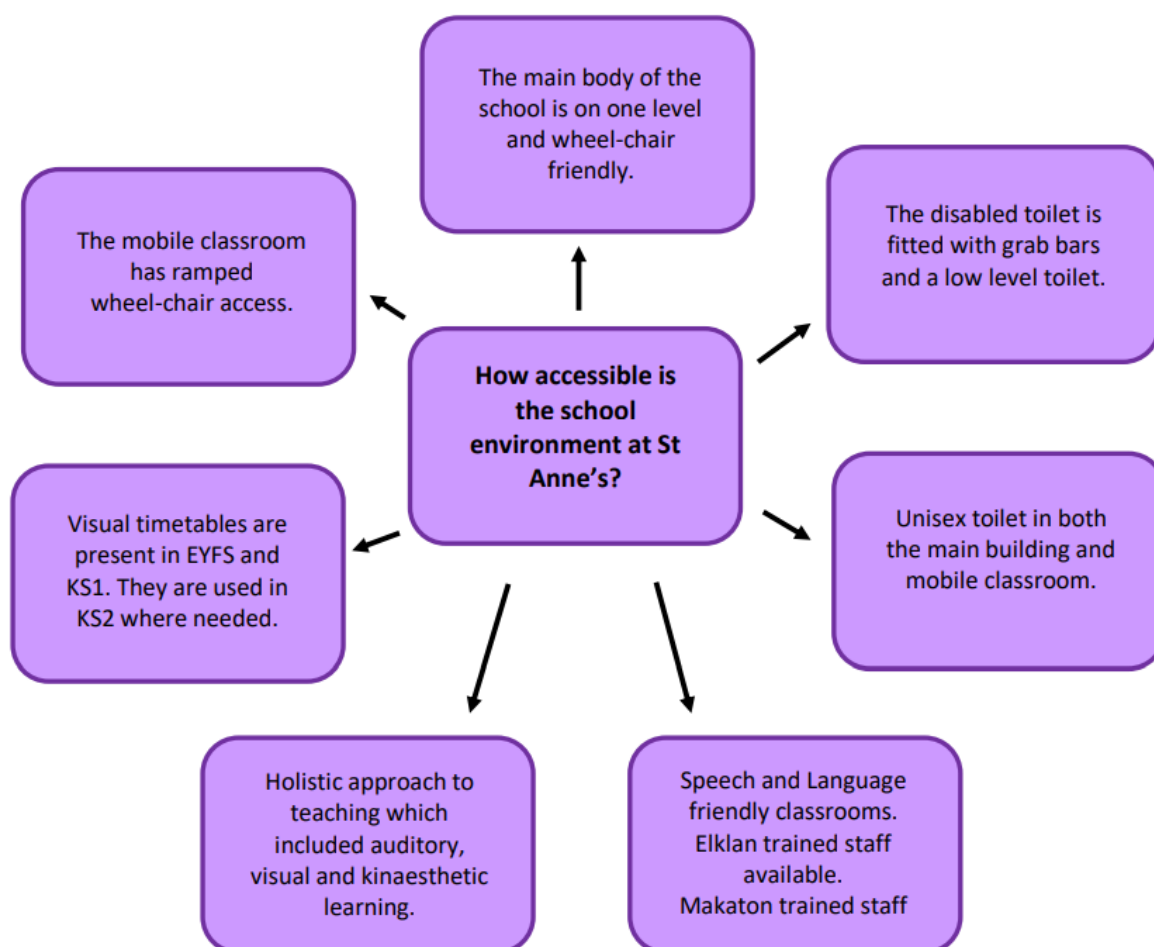 The main body of the
school is on one level
and wheel-chair
friendly.
The mobile classroom
has ramped
wheel-chair access.
The disabled toilet is
fitted with grab bars
and a low level toilet.
How accessible is
the school
environment at St
Anne’s?
Visual timetables are
present in EYFS and
KS1. They are used in
KS2 where needed.
Unisex toilet in both
the main building and
mobile classroom.
Holistic approach to
teaching which
included auditory,
visual and kinaesthetic
learning.
Speech and Language
friendly classrooms.
Elklan trained staff
available.
Makaton trained staff